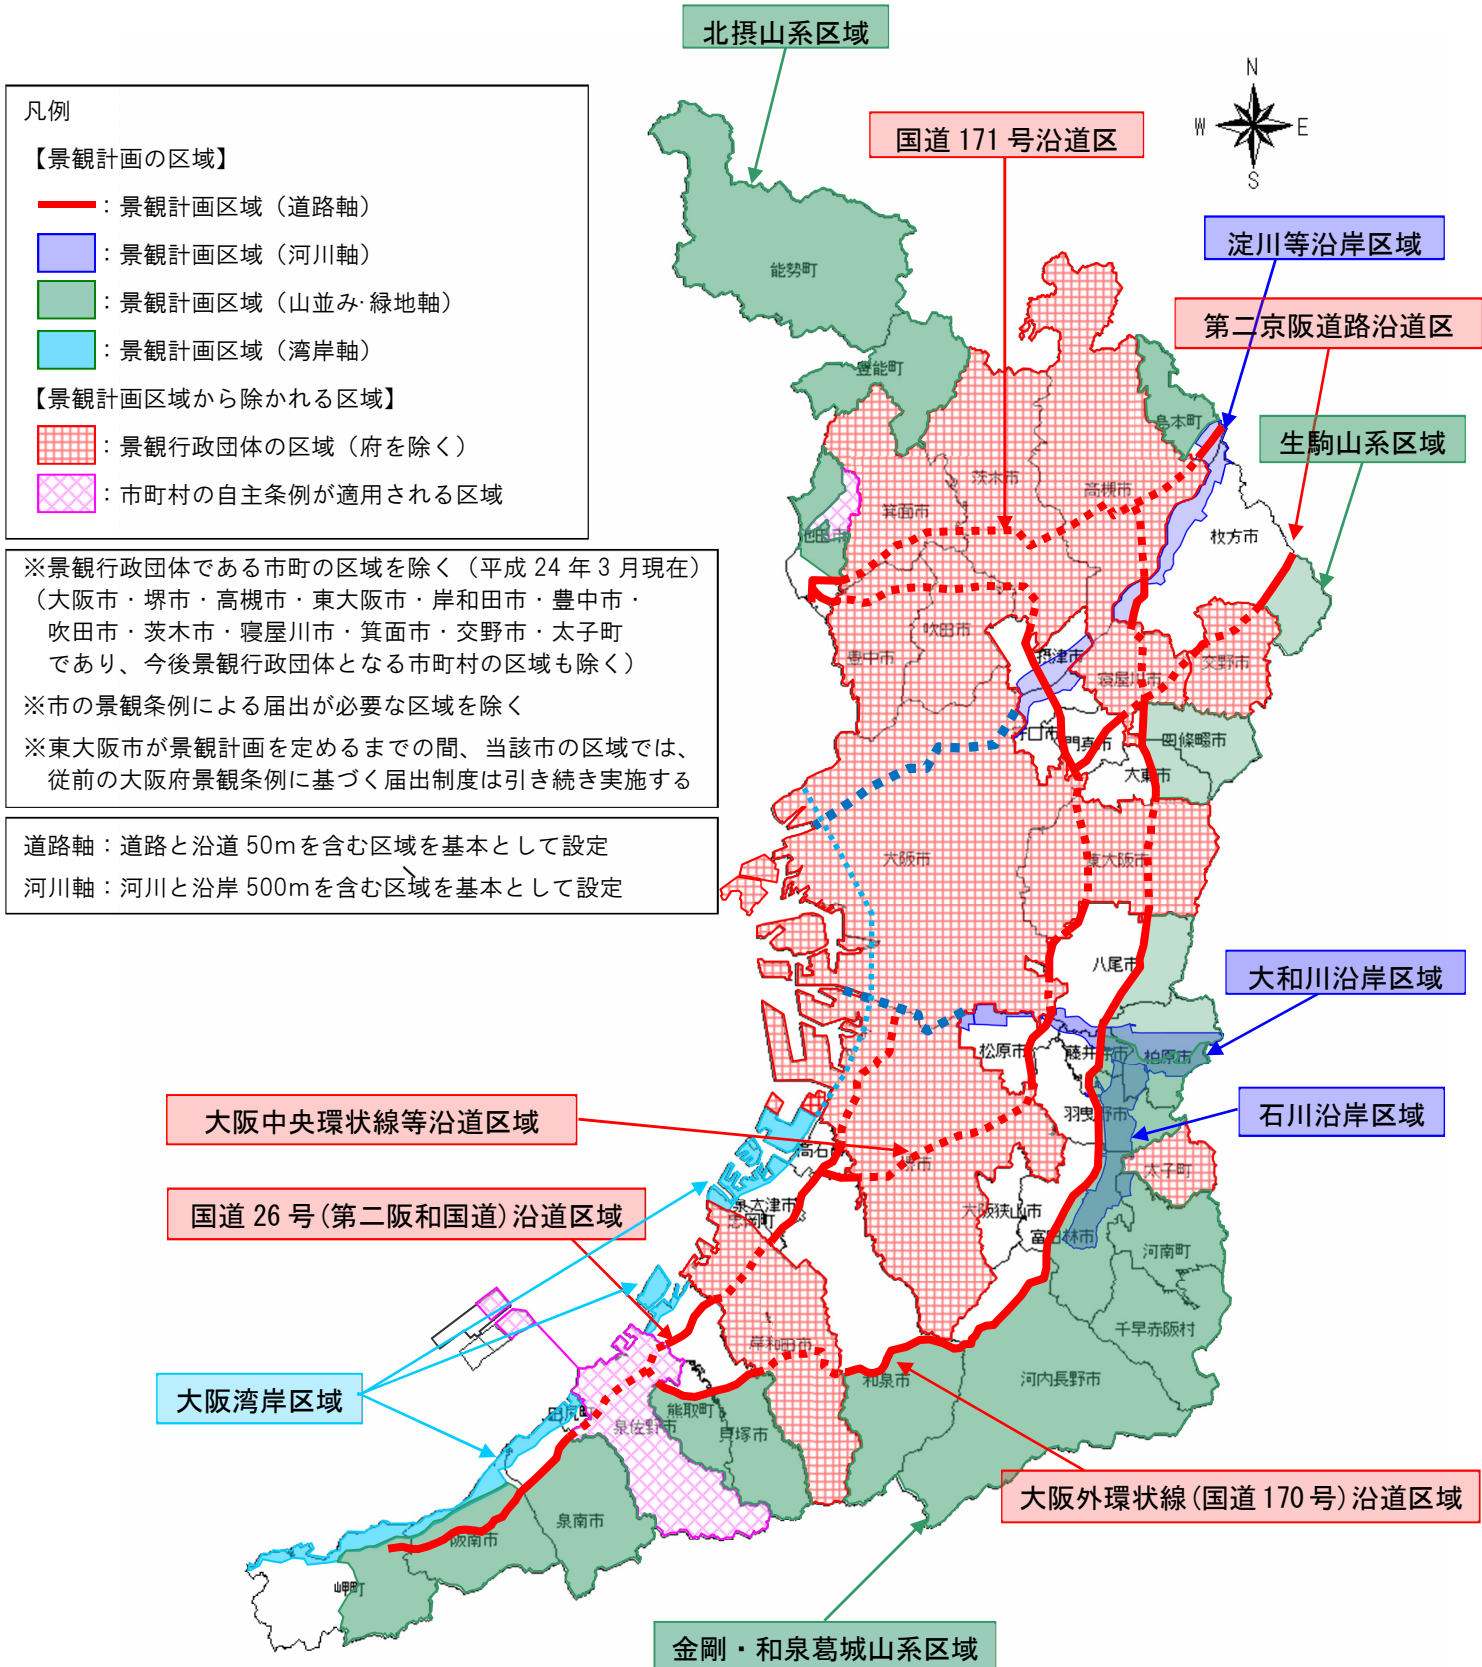 北摂山系区域
凡例
【景観計画の区域】
：景観計画区域（道路軸）
：景観計画区域（河川軸）
：景観計画区域（山並み･緑地軸）
：景観計画区域（湾岸軸）
【景観計画区域から除かれる区域】
：景観行政団体の区域（府を除く）
：市町村の自主条例が適用される区域
※景観行政団体である市町の区域を除く（平成 24 年 3 月現在）
（大阪市・堺市・高槻市・東大阪市・岸和田市・豊中市・
吹田市・茨木市・寝屋川市・箕面市・交野市・太子町
であり、今後景観行政団体となる市町村の区域も除く）
※市の景観条例による届出が必要な区域を除く
※東大阪市が景観計画を定めるまでの間、当該市の区域では、
従前の大阪府景観条例に基づく届出制度は引き続き実施する
道路軸：道路と沿道 50mを含む区域を基本として設定
河川軸：河川と沿岸 500mを含む区域を基本として設定
N
W
E
S
国道 171 号沿道区
淀川等沿岸区域
第二京阪道路沿道区
生駒山系区域
大和川沿岸区域
石川沿岸区域
大阪中央環状線等沿道区域
国道 26 号(第二阪和国道)沿道区域
大阪湾岸区域
大阪外環状線(国道 170 号)沿道区域
金剛・和泉葛城山系区域
能勢町
豊能町
島本町
茨木市
高槻市
箕面市
池田市
枚方市
吹田市
豊中市
摂津市
寝屋川市
交野市
守口市
門真市
四條畷市
大東市
大阪市
東大阪市
八尾市
松原市
藤井寺市
柏原市
羽曳野市
高石市
堺市
太子町
泉大津市
忠岡町
大阪狭山市
富田林市
河南町
千早赤阪村
岸和田市
和泉市
河内長野市
田尻町
泉佐野市
熊取町
貝塚市
泉南市
阪南市
岬町